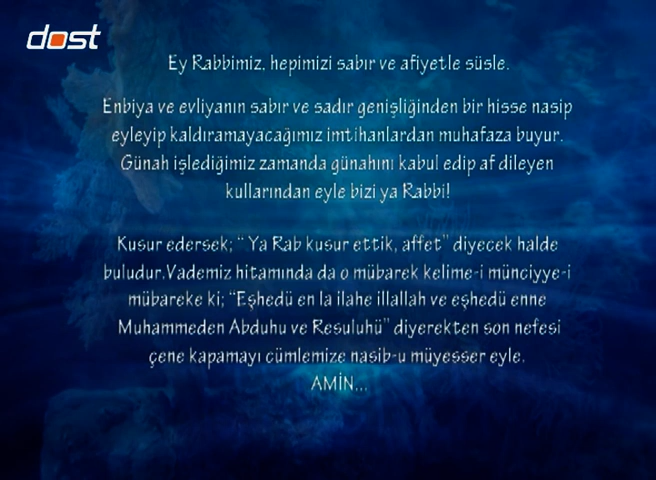 dost
Ey Rabbimiz, hepimizi sabır ve afiyetle süsle.
Enbiya ve evliyanın sabır ve sadır genişliğinden bir hisse nasip
eyleyip kaldıramayacağımız imtihanlardan muhafaza buyur.
Günah işlediğimiz zamanda günahını kabul edip af dileyen
kullarından eyle bizi ya Rabbi!
Kusur edersek; “ Ya Rab kusur ettik, affet” diyecek halde
buludur.Vademiz hitamında da o mübarek kelime-i münciyye-i
mübareke ki; “Eşhedü en la ilahe illallah ve eşhedü enne
Muhammeden Abduhu ve Resuluhü” diyerekten son nefesi
çene kapamayı cümlemize nasib-u müyesser eyle.
AMİN...